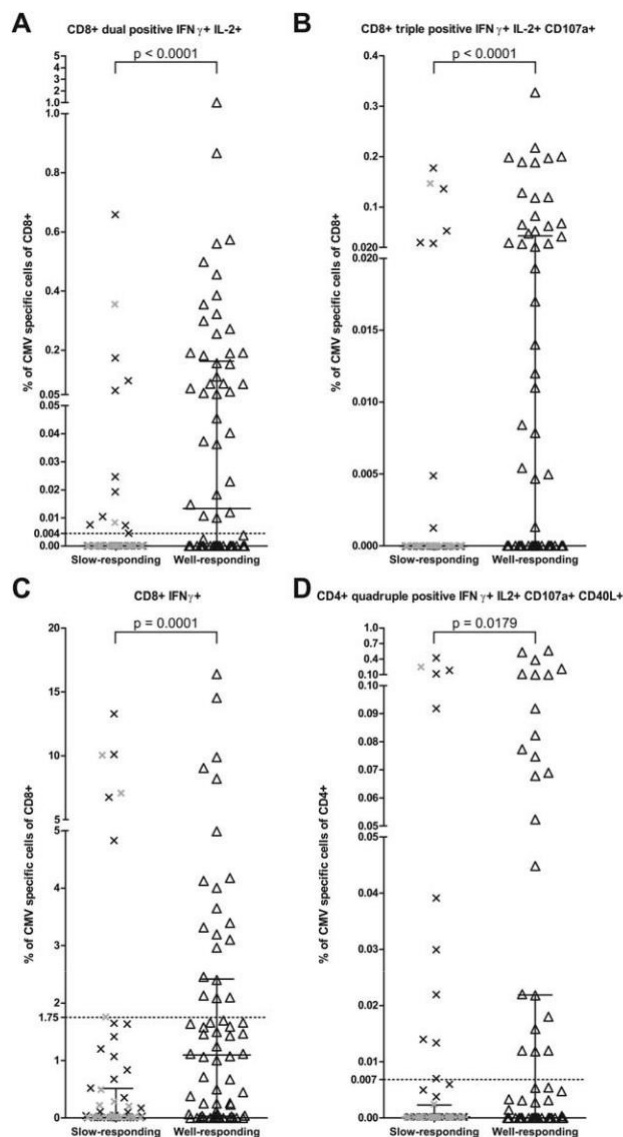 A
CD8+ dual positive IFNγ+ IL-2+
p < 0.0001
% of CMV specific cells of CD8+
5
4
3
2
1.0
1.0
0.8
0.6
0.4
0.2
0.05
0.05
0.04
0.03
0.02
0.01
0.004
0.00
Slow-responding Well-responding
B
CD8+ triple positive IFNγ+ IL-2+ CD107a+
p < 0.0001
% of CMV specific cells of CD8+
0.4
0.3
0.2
0.1
0.020
0.020
0.015
0.010
0.005
0.000
Slow-responding Well-responding
C
CD8+ IFNγ+
p = 0.0001
% of CMV specific cells of CD8+
20
15
10
5
5
4
3
2
1.75
1
0
Slow-responding Well-responding
D
CD4+ quadruple positive IFNγ+ IL2+ CD107a+ CD40L+
p = 0.0179
% of CMV specific cells of CD4+
1.0
0.7
0.4
0.10
0.10
0.09
0.08
0.07
0.06
0.05
0.05
0.04
0.03
0.02
0.01
0.007
0.00
Slow-responding Well-responding